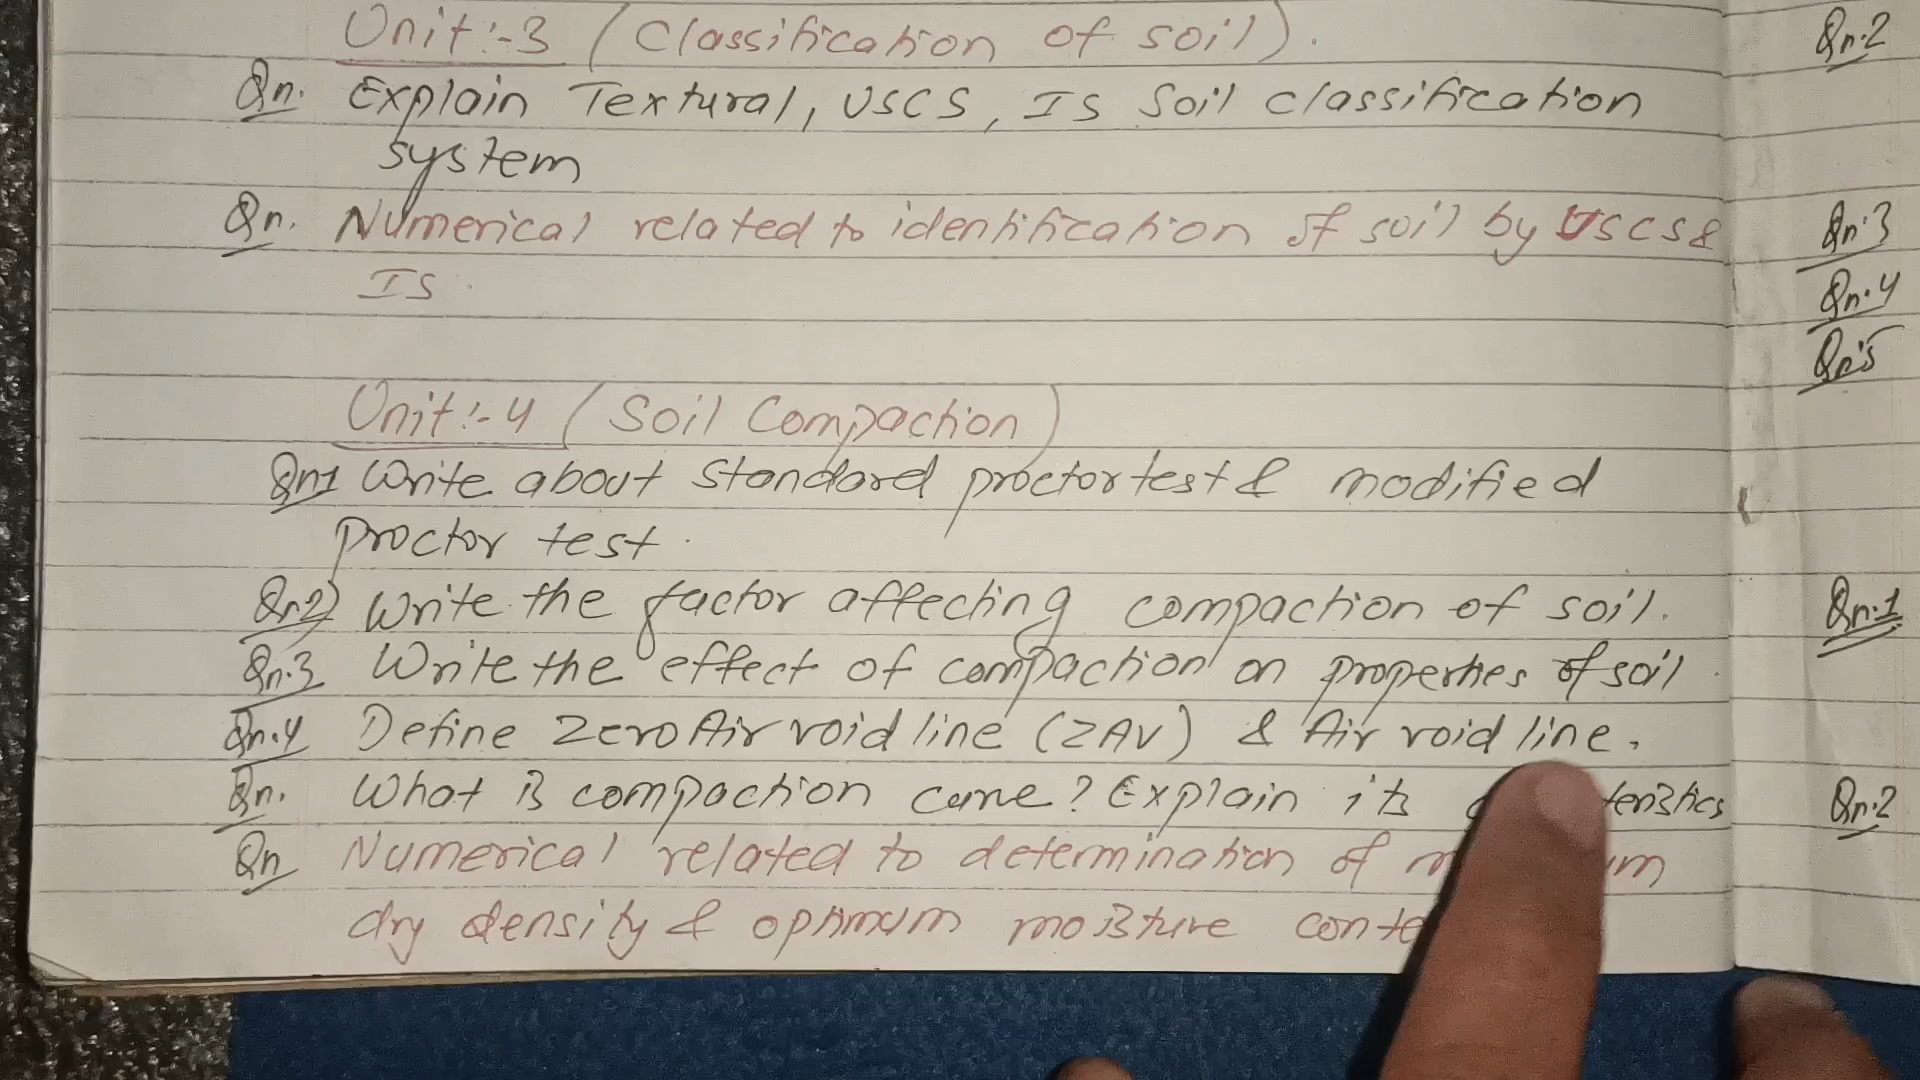 Unit:-3 (Classification of soil).
Qn. Explain Textural, USCS, IS Soil classification
system
Qn. Numerical related to identification of soil by USCS &
IS.
Unit:-4 (Soil Compaction)
Qn1 Write about standard proctor test & modified
proctor test.
Qn2) Write the factor affecting compaction of soil.
Qn.3 Write the effect of compaction on properties of soil.
Qn.4 Define Zero Air void line (ZAV) & Air void line.
Qn. What is compaction curve? Explain its
Qn Numerical related to determination of
dry density & optimum moisture
Qn.2
Qn.3
Qn.4
Qn.5
Qn.1
Qn.2